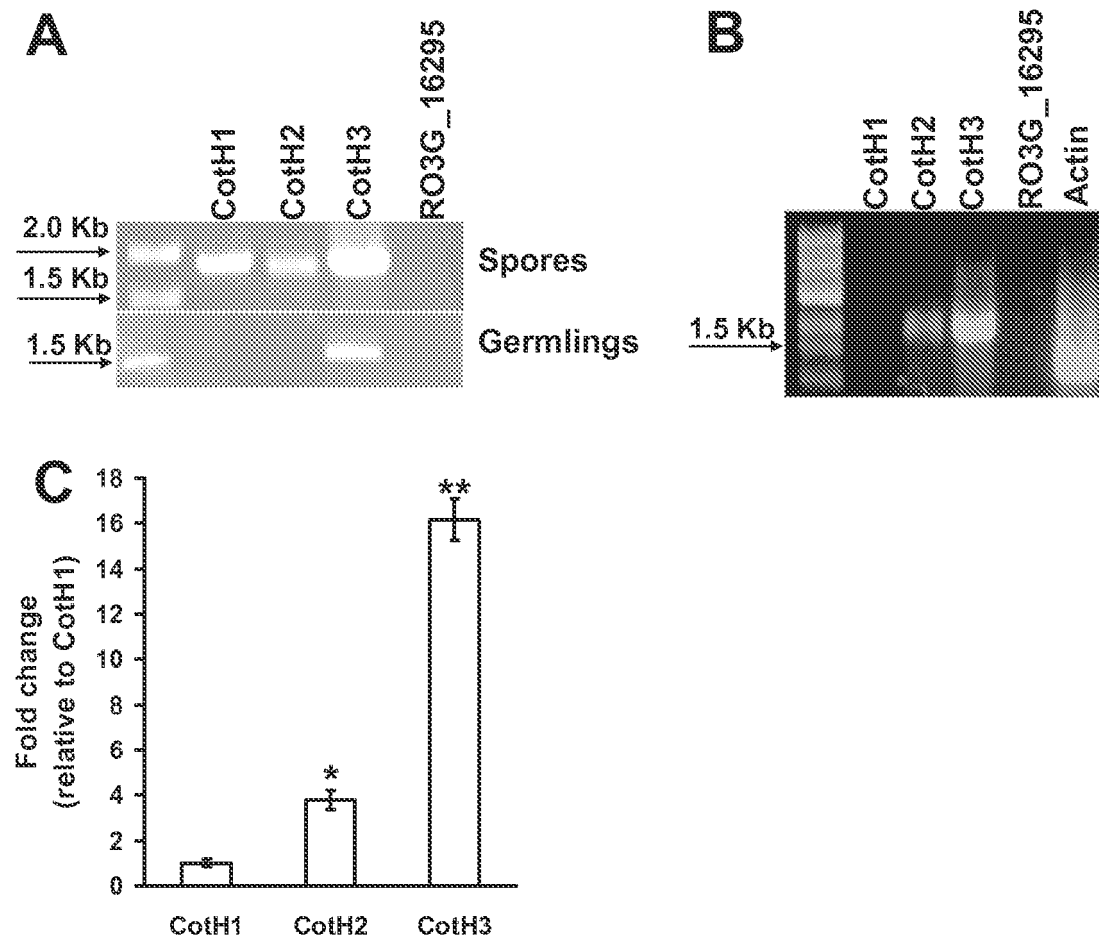 A
CotH1
CotH2
CotH3
RO3G_16295
2.0 Kb
1.5 Kb
Spores
1.5 Kb
Germlings
B
CotH1
CotH2
CotH3
RO3G_16295
Actin
1.5 Kb
C
Fold change
(relative to CotH1)
18
16
14
12
10
8
6
4
2
0
**
*
CotH1
CotH2
CotH3